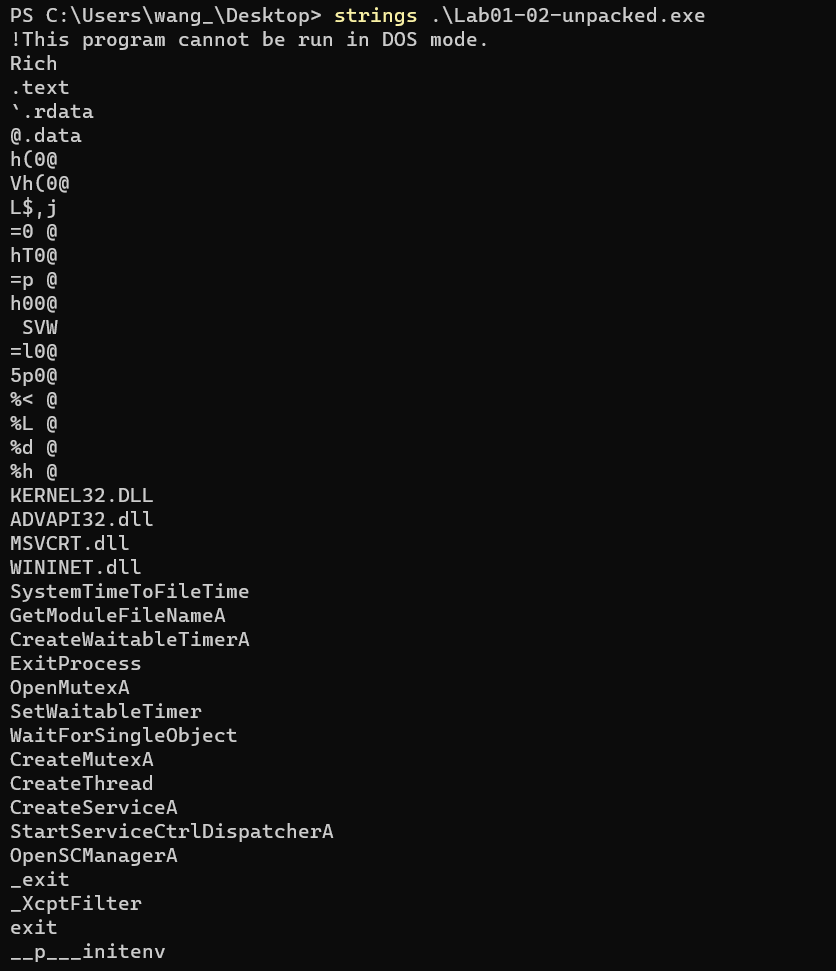 PS C:\Users\wang_\Desktop> strings .\Lab01-02-unpacked.exe
!This program cannot be run in DOS mode.
Rich
.text
`.rdata
@.data
h(0@
Vh(0@
L$,j
=0 @
hT0@
=p @
h00@
 SVW
=l0@
5p0@
%< @
%L @
%d @
%h @
KERNEL32.DLL
ADVAPI32.dll
MSVCRT.dll
WININET.dll
SystemTimeToFileTime
GetModuleFileNameA
CreateWaitableTimerA
ExitProcess
OpenMutexA
SetWaitableTimer
WaitForSingleObject
CreateMutexA
CreateThread
CreateServiceA
StartServiceCtrlDispatcherA
OpenSCManagerA
_exit
_XcptFilter
exit
__p___initenv